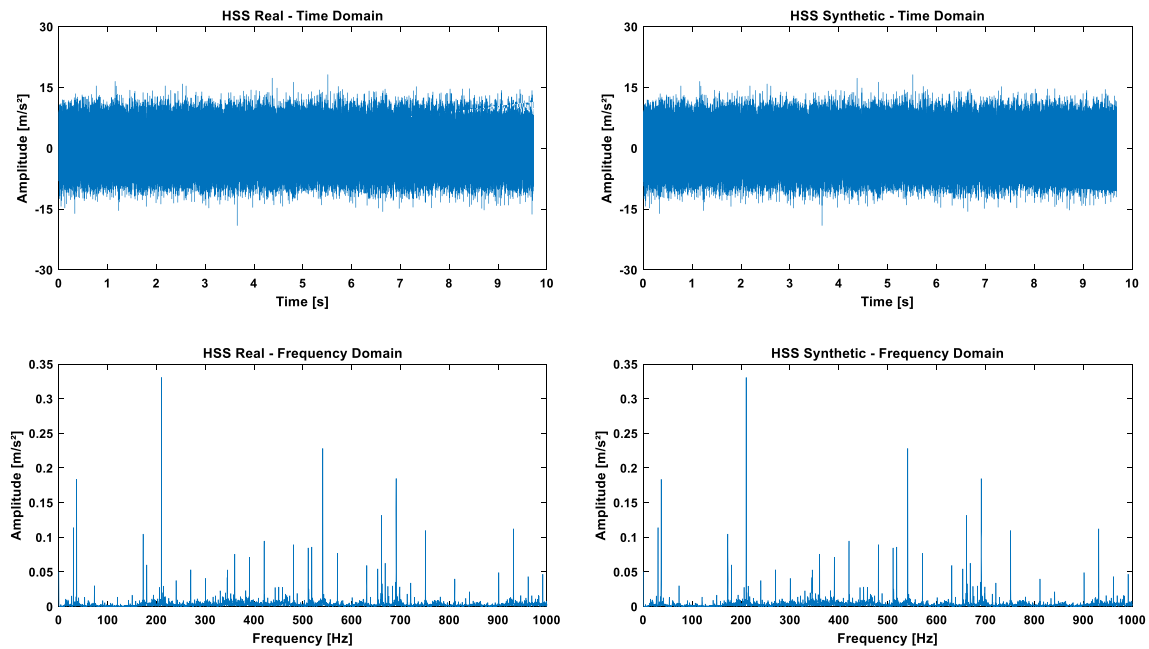 HSS Real - Time Domain
30
15
0
-15
-30
Amplitude [m/s²]
0 1 2 3 4 5 6 7 8 9 10
Time [s]
HSS Synthetic - Time Domain
30
15
0
-15
-30
Amplitude [m/s²]
0 1 2 3 4 5 6 7 8 9 10
Time [s]
HSS Real - Frequency Domain
0.35
0.3
0.25
0.2
0.15
0.1
0.05
0
Amplitude [m/s²]
0 100 200 300 400 500 600 700 800 900 1000
Frequency [Hz]
HSS Synthetic - Frequency Domain
0.35
0.3
0.25
0.2
0.15
0.1
0.05
0
Amplitude [m/s²]
0 100 200 300 400 500 600 700 800 900 1000
Frequency [Hz]